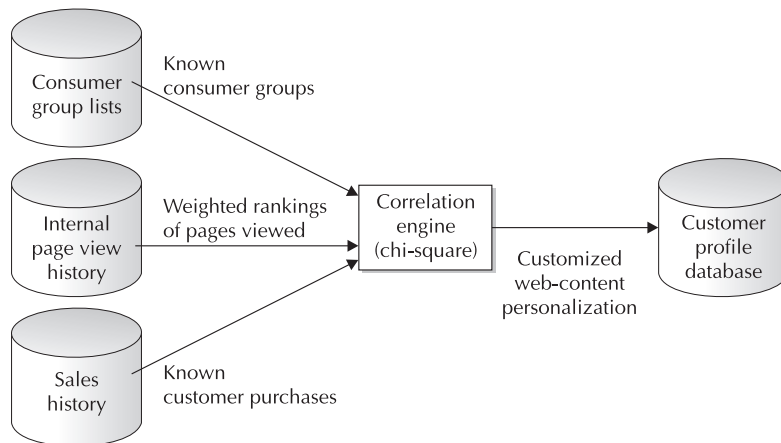 Consumer
group lists
Known
consumer groups
Internal
page view
history
Weighted rankings
of pages viewed
Sales
history
Known
customer purchases
Correlation
engine
(chi-square)
Customized
web-content
personalization
Customer
profile
database